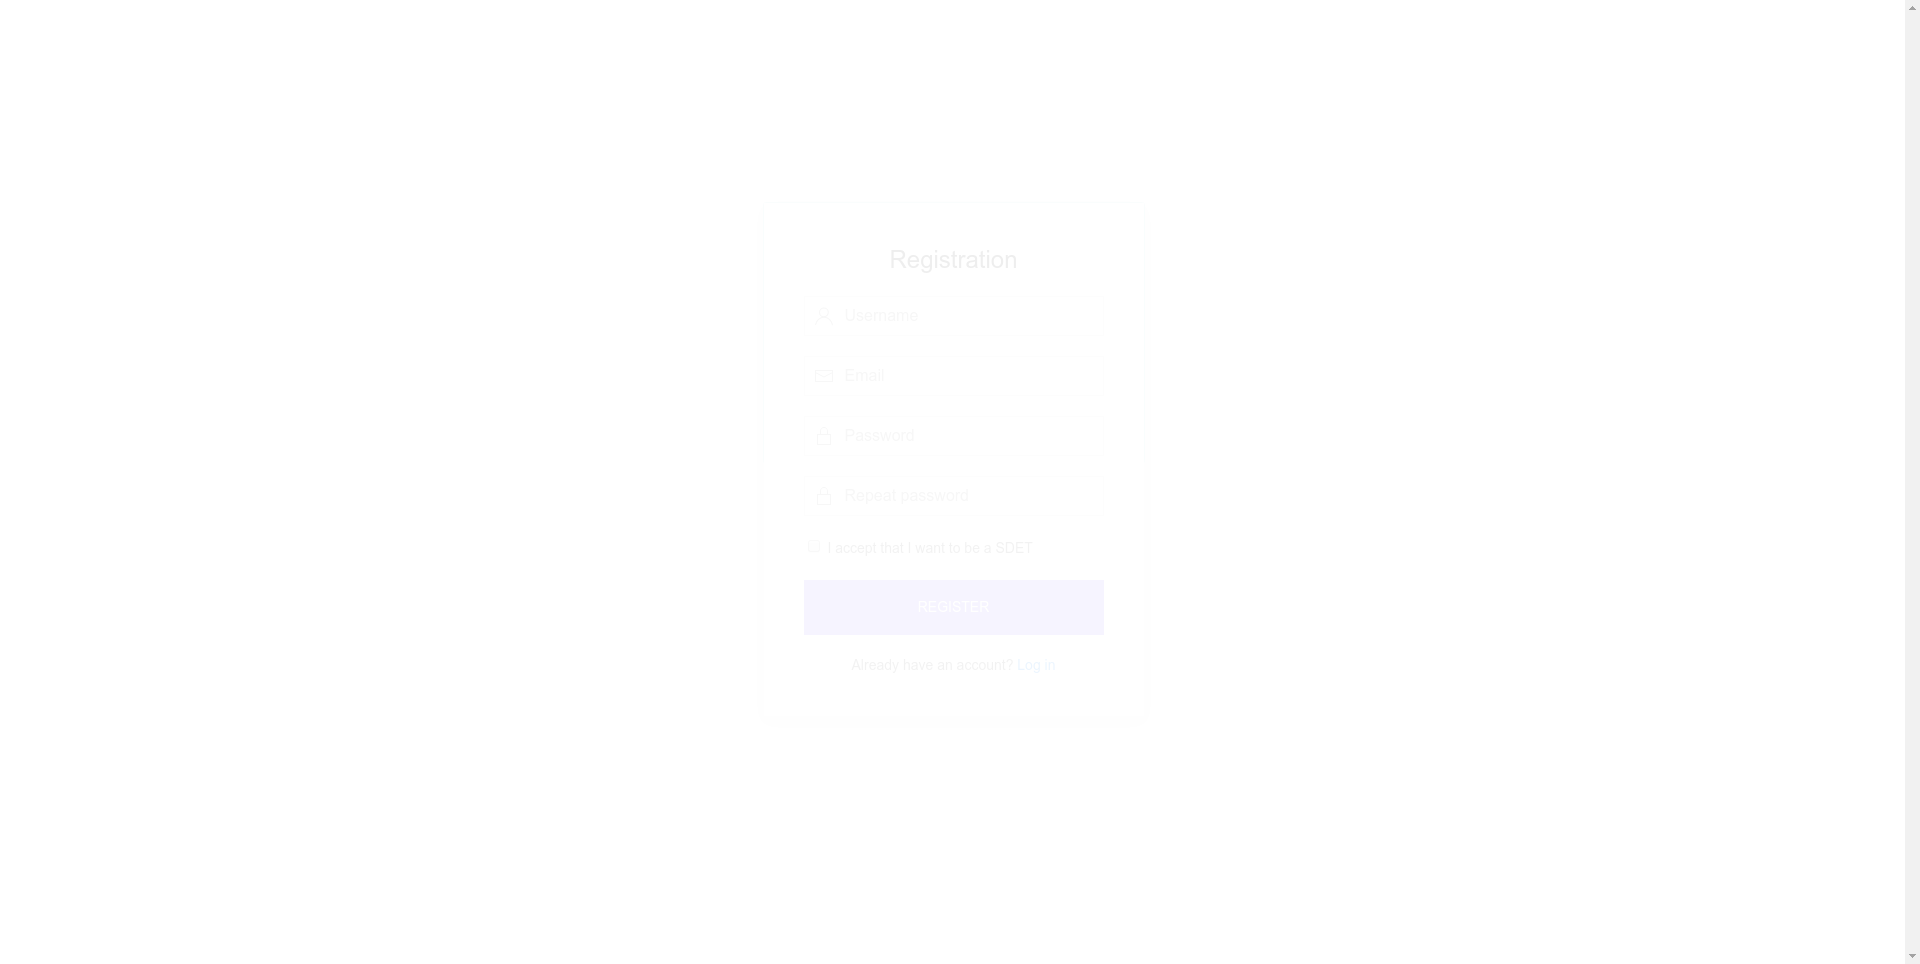 Registration
Username
Email
Password
Repeat password
I accept that I want to be a SDET
REGISTER
Already have an account? Log in